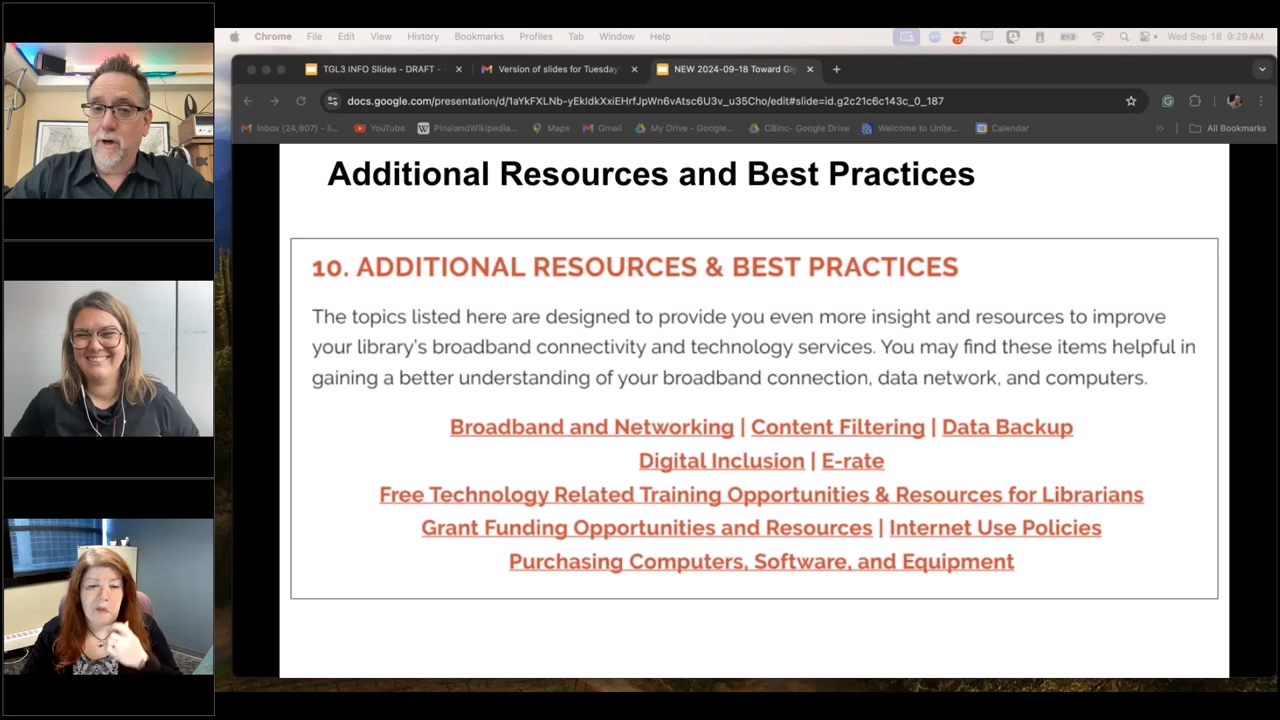 Chrome File Edit View History Bookmarks Profiles Tab Window Help Wed Sep 18 9:29 AM
TGL3 INFO Slides - DRAFT - Version of slides for Tuesday NEW 2024-09-18 Toward Gig
docs.google.com/presentation/d/1aYkFXLNb-yEkIdkXxiEHrfJpWn6vAtsc6U3v_u35Cho/edit#slide=id.g2c21c6c143c_0_187
Inbox (24,607) - li... YouTube PinelandWikipedia... Maps Gmail My Drive - Google... CBInc- Google Drive Welcome to Unite... Calendar » All Bookmarks
Additional Resources and Best Practices
10. ADDITIONAL RESOURCES & BEST PRACTICES
The topics listed here are designed to provide you even more insight and resources to improve
your library's broadband connectivity and technology services. You may find these items helpful in
gaining a better understanding of your broadband connection, data network, and computers.
Broadband and Networking | Content Filtering | Data Backup
Digital Inclusion | E-rate
Free Technology Related Training Opportunities & Resources for Librarians
Grant Funding Opportunities and Resources | Internet Use Policies
Purchasing Computers, Software, and Equipment